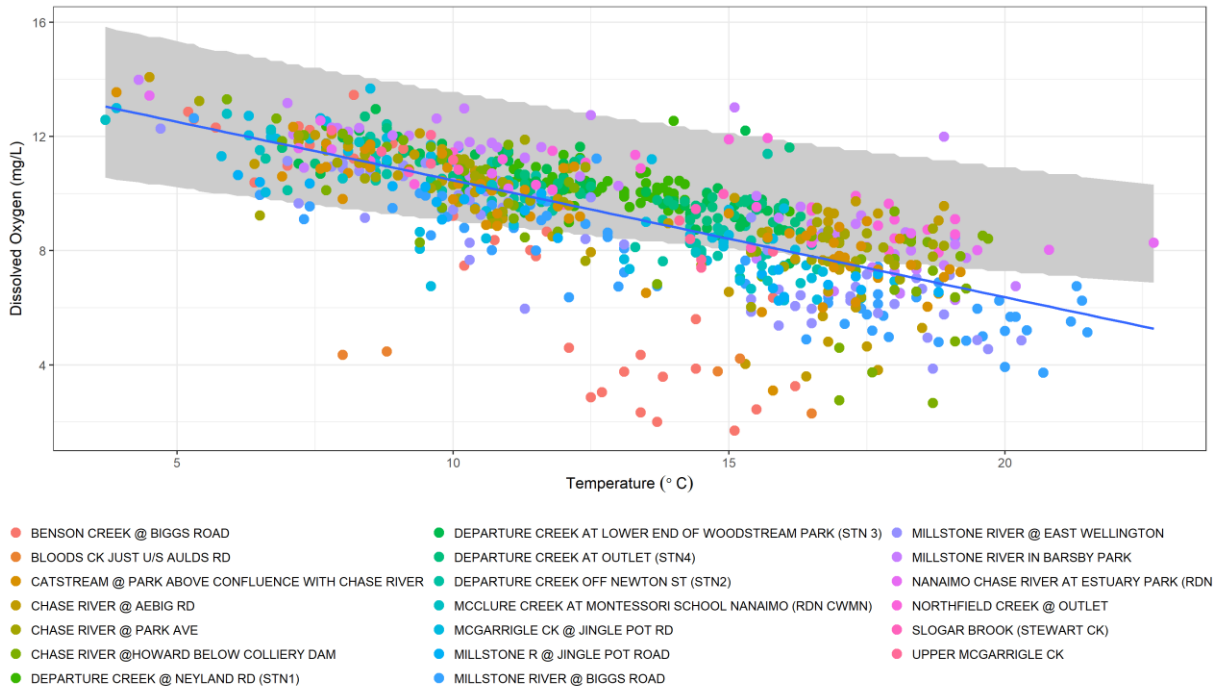 16
12
8
4
Dissolved Oxygen (mg/L)
5
10
15
20
Temperature (° C)
BENSON CREEK @ BIGGS ROAD
BLOODS CK JUST U/S AULDS RD
CATSTREAM @ PARK ABOVE CONFLUENCE WITH CHASE RIVER
CHASE RIVER @ AEBIG RD
CHASE RIVER @ PARK AVE
CHASE RIVER @HOWARD BELOW COLLIERY DAM
DEPARTURE CREEK @ NEYLAND RD (STN1)
DEPARTURE CREEK AT LOWER END OF WOODSTREAM PARK (STN 3)
DEPARTURE CREEK AT OUTLET (STN4)
DEPARTURE CREEK OFF NEWTON ST (STN2)
MCCLURE CREEK AT MONTESSORI SCHOOL NANAIMO (RDN CWMN)
MCGARRIGLE CK @ JINGLE POT RD
MILLSTONE R @ JINGLE POT ROAD
MILLSTONE RIVER @ BIGGS ROAD
MILLSTONE RIVER @ EAST WELLINGTON
MILLSTONE RIVER IN BARSBY PARK
NANAIMO CHASE RIVER AT ESTUARY PARK (RDN
NORTHFIELD CREEK @ OUTLET
SLOGAR BROOK (STEWART CK)
UPPER MCGARRIGLE CK